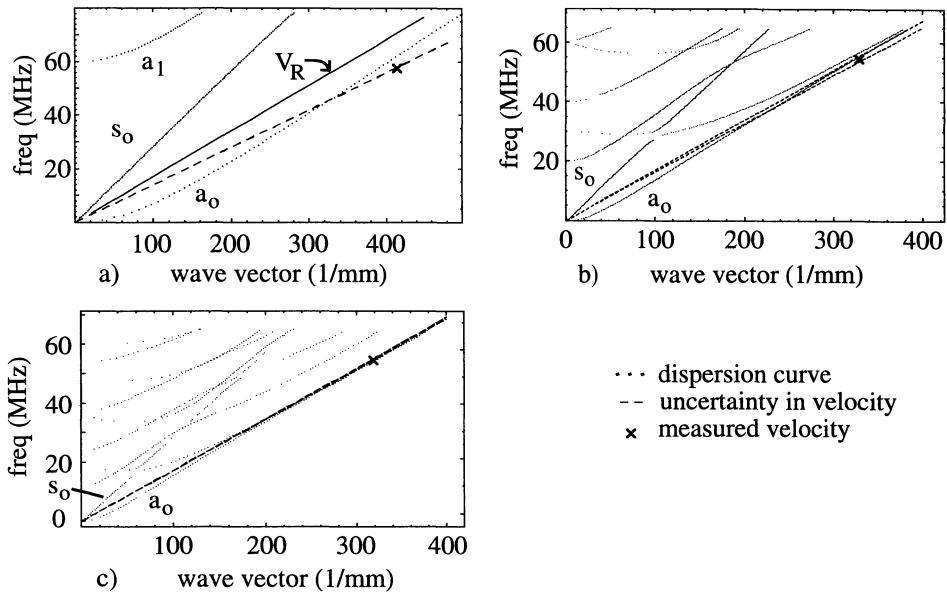 60
40
20
freq (MHz)
a₁
V_R
s₀
a₀
100 200 300 400
a) wave vector (1/mm)
60
40
20
freq (MHz)
s₀
a₀
0 100 200 300 400
b) wave vector (1/mm)
60
40
20
0
freq (MHz)
s₀
a₀
100 200 300 400
c) wave vector (1/mm)
dispersion curve
uncertainty in velocity
measured velocity